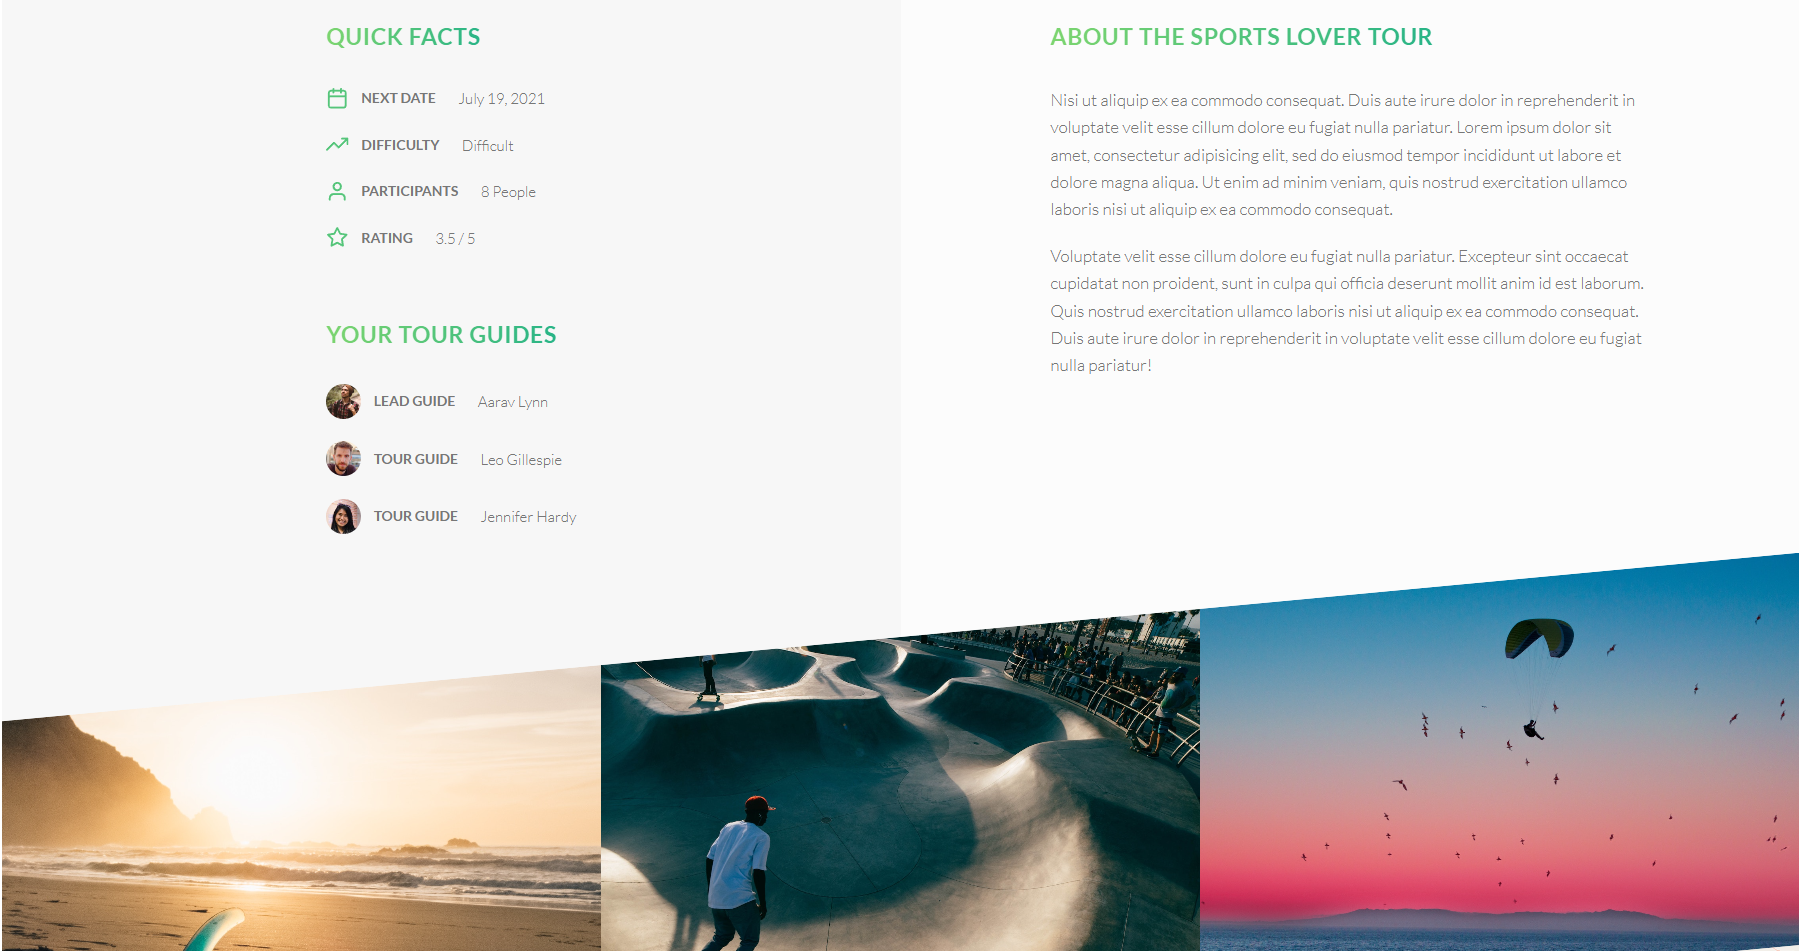 QUICK FACTS
NEXT DATE July 19, 2021
DIFFICULTY Difficult
PARTICIPANTS 8 People
RATING 3.5 / 5
YOUR TOUR GUIDES
LEAD GUIDE Aarav Lynn
TOUR GUIDE Leo Gillespie
TOUR GUIDE Jennifer Hardy
ABOUT THE SPORTS LOVER TOUR
Nisi ut aliquip ex ea commodo consequat. Duis aute irure dolor in reprehenderit in
voluptate velit esse cillum dolore eu fugiat nulla pariatur. Lorem ipsum dolor sit
amet, consectetur adipisicing elit, sed do eiusmod tempor incididunt ut labore et
dolore magna aliqua. Ut enim ad minim veniam, quis nostrud exercitation ullamco
laboris nisi ut aliquip ex ea commodo consequat.
Voluptate velit esse cillum dolore eu fugiat nulla pariatur. Excepteur sint occaecat
cupidatat non proident, sunt in culpa qui officia deserunt mollit anim id est laborum.
Quis nostrud exercitation ullamco laboris nisi ut aliquip ex ea commodo consequat.
Duis aute irure dolor in reprehenderit in voluptate velit esse cillum dolore eu fugiat
nulla pariatur!